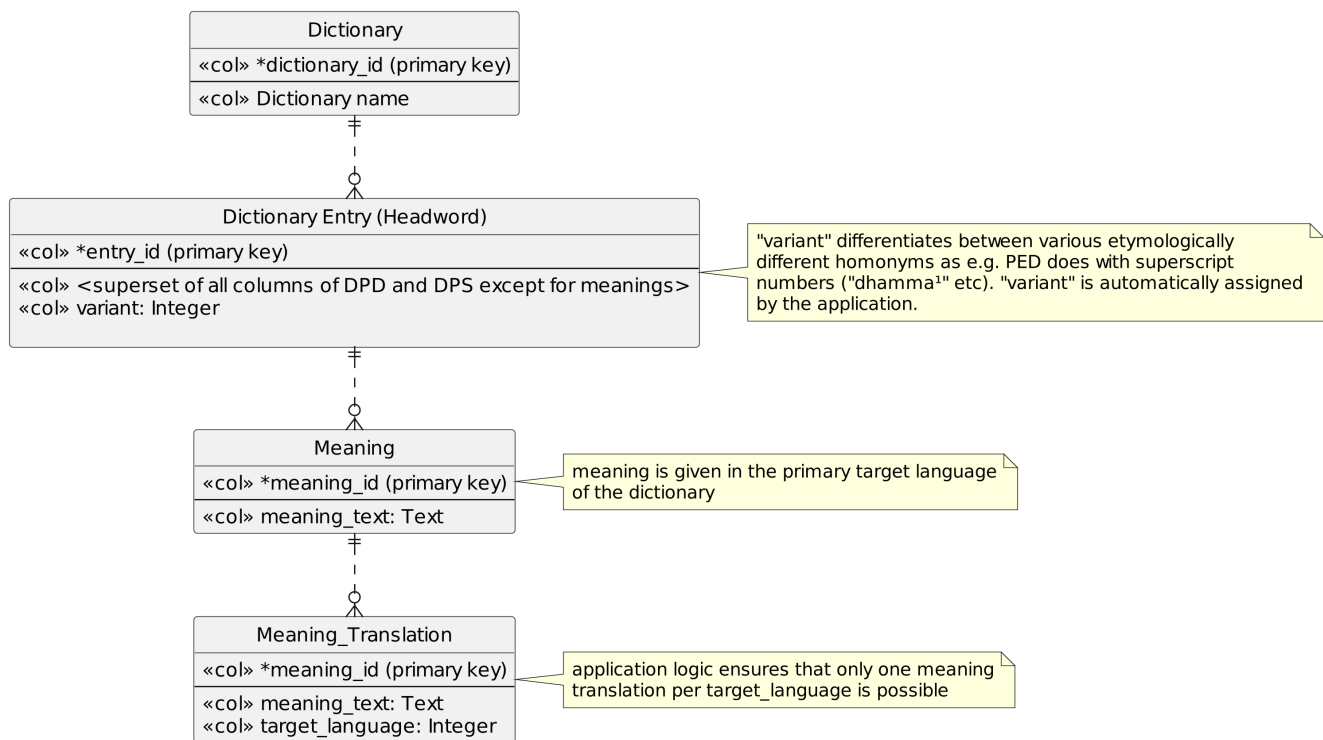 Dictionary
«col» *dictionary_id (primary key)
«col» Dictionary name
Dictionary Entry (Headword)
«col» *entry_id (primary key)
«col» <superset of all columns of DPD and DPS except for meanings>
«col» variant: Integer
"variant" differentiates between various etymologically
different homonyms as e.g. PED does with superscript
numbers ("dhamma¹" etc). "variant" is automatically assigned
by the application.
Meaning
«col» *meaning_id (primary key)
«col» meaning_text: Text
meaning is given in the primary target language
of the dictionary
Meaning_Translation
«col» *meaning_id (primary key)
«col» meaning_text: Text
«col» target_language: Integer
application logic ensures that only one meaning
translation per target_language is possible